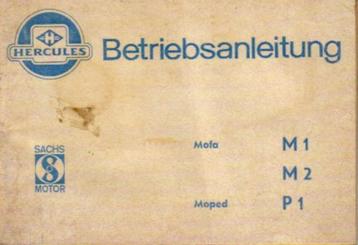 HERCULES
Betriebsanleitung
SACHS
MOTOR
Mofa M 1
M 2
Moped P 1